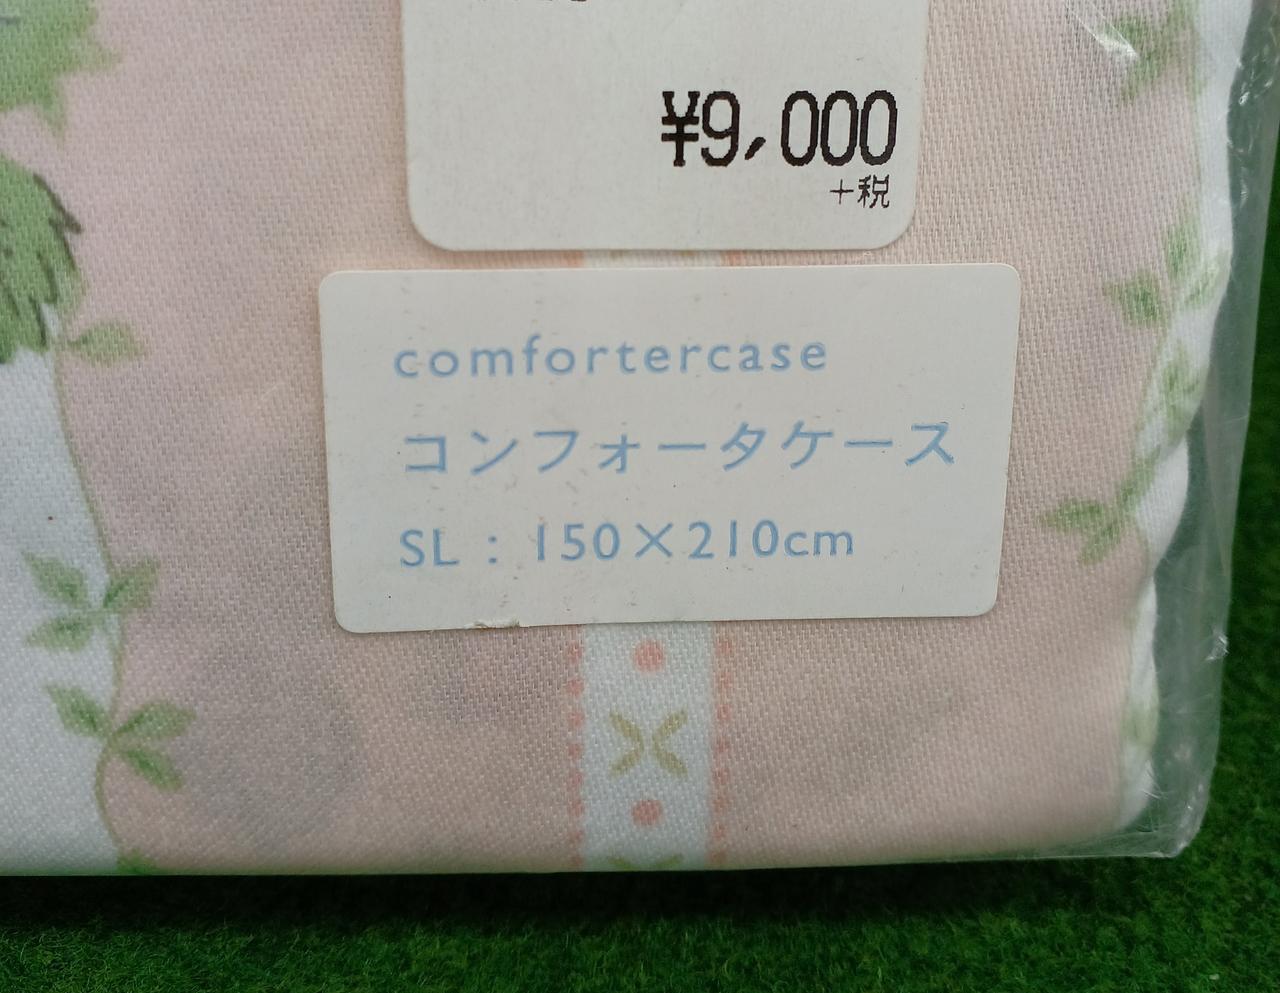 ¥9,000
+税
comfortercase
コンフォータケース
SL : 150×210cm